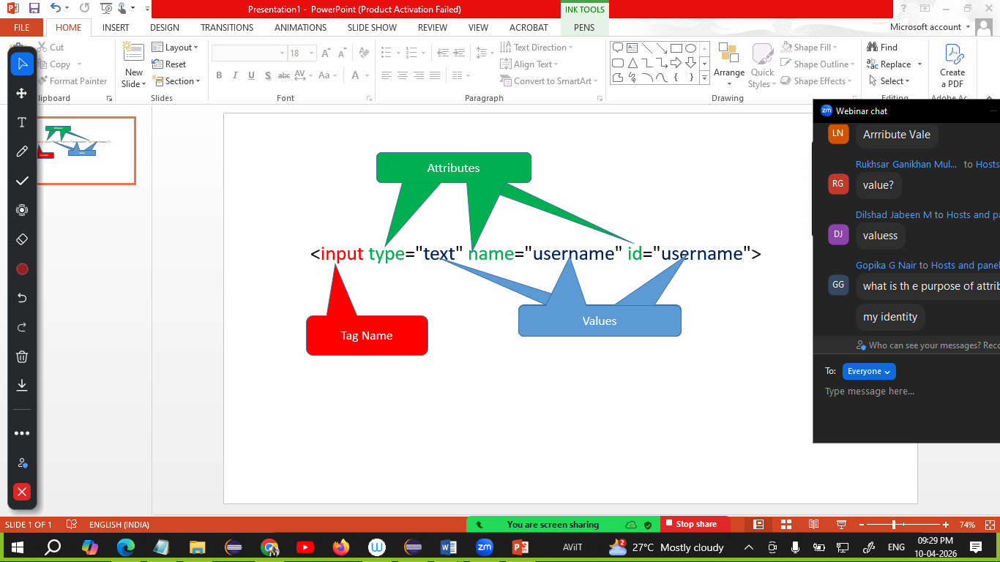 Presentation1 - PowerPoint (Product Activation Failed)
INK TOOLS
FILE HOME INSERT DESIGN TRANSITIONS ANIMATIONS SLIDE SHOW REVIEW VIEW ACROBAT PENS
Microsoft account
Cut
Copy
Format Painter
lipboard
New
Slide
Layout
Reset
Section
Slides
18
Font
Text Direction
Align Text
Convert to SmartArt
Paragraph
Arrange
Quick
Styles
Shape Fill
Shape Outline
Shape Effects
Drawing
Find
Replace
Select
Editing
Create
a PDF
Adobe Ac
Attributes
<input type="text" name="username" id="username">
Tag Name
Values
zm Webinar chat
LN
Arrribute Vale
Rukhsar Ganikhan Mul... to Hosts
RG
value?
Dilshad Jabeen M to Hosts and pa
DJ
valuess
Gopika G Nair to Hosts and panel
GG
what is th e purpose of attrib
my identity
Who can see your messages? Reco
To: Everyone
Type message here...
SLIDE 1 OF 1 ENGLISH (INDIA)
You are screen sharing
Stop share
74%
AViIT
2
27°C Mostly cloudy
ENG
09:29 PM
10-04-2026